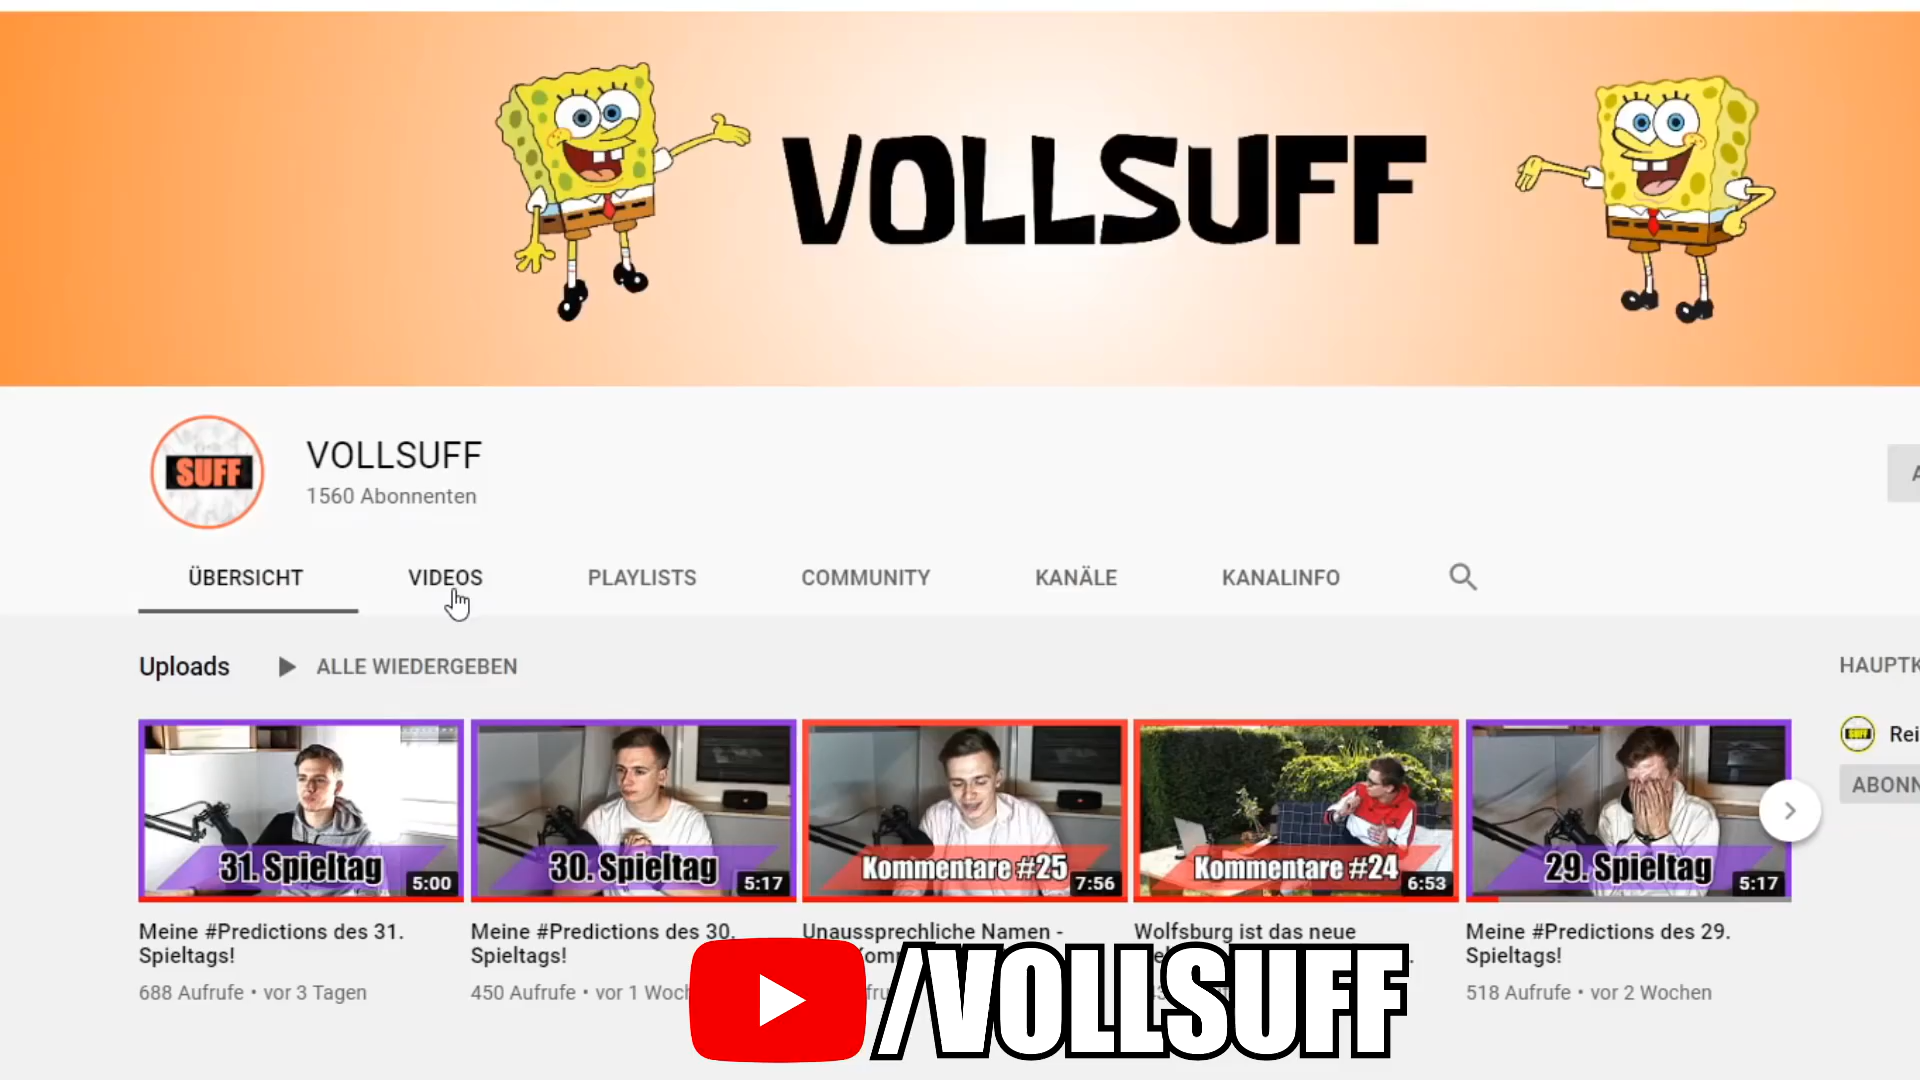 VOLLSUFF
SUFF
VOLLSUFF
1560 Abonnenten
ÜBERSICHT
VIDEOS
PLAYLISTS
COMMUNITY
KANÄLE
KANALINFO
Uploads
ALLE WIEDERGEBEN
HAUPTK
Rei
ABONN
31. Spieltag
5:00
30. Spieltag
5:17
Kommentare #25
7:56
Kommentare #24
6:53
29. Spieltag
5:17
Meine #Predictions des 31.
Spieltags!
688 Aufrufe • vor 3 Tagen
Meine #Predictions des 30.
Spieltags!
450 Aufrufe • vor 1 Woch
Unaussprechliche Namen -
Wolfsburg ist das neue
Meine #Predictions des 29.
Spieltags!
518 Aufrufe • vor 2 Wochen
/VOLLSUFF